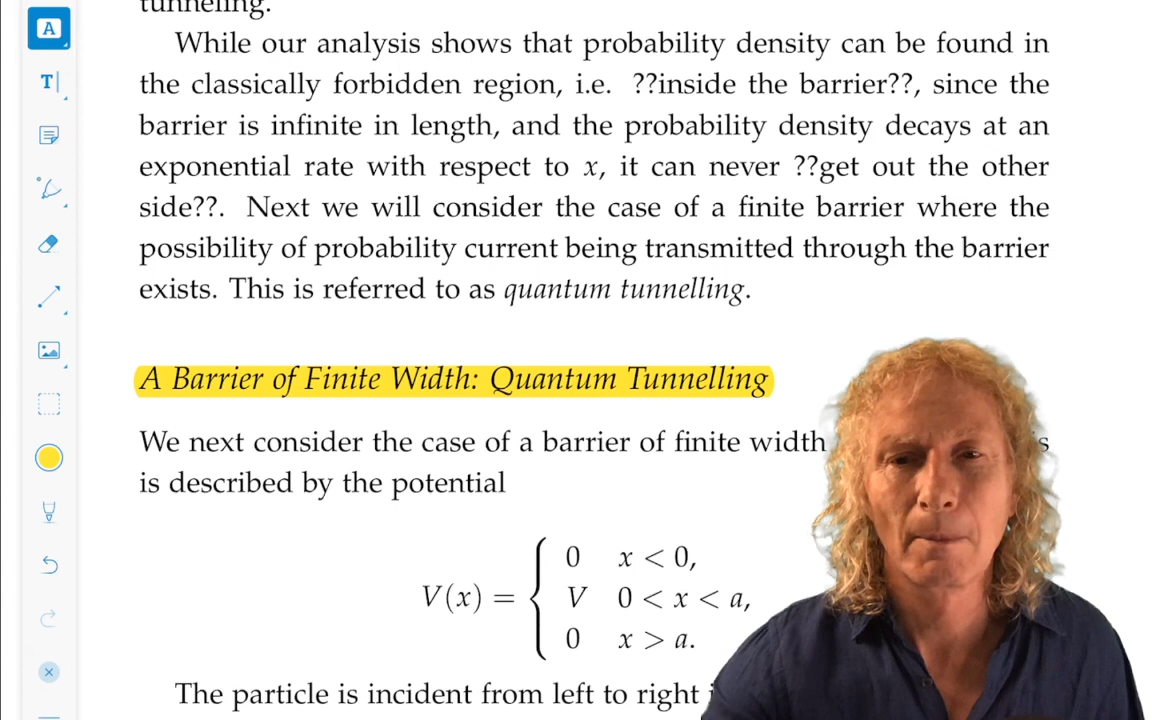 tunneling.
While our analysis shows that probability density can be found in
the classically forbidden region, i.e. ??inside the barrier??, since the
barrier is infinite in length, and the probability density decays at an
exponential rate with respect to x, it can never ??get out the other
side??. Next we will consider the case of a finite barrier where the
possibility of probability current being transmitted through the barrier
exists. This is referred to as quantum tunnelling.
A Barrier of Finite Width: Quantum Tunnelling
We next consider the case of a barrier of finite width
is described by the potential
V(x) = { 0 x < 0,
V 0 < x < a,
0 x > a.
The particle is incident from left to right
A
T